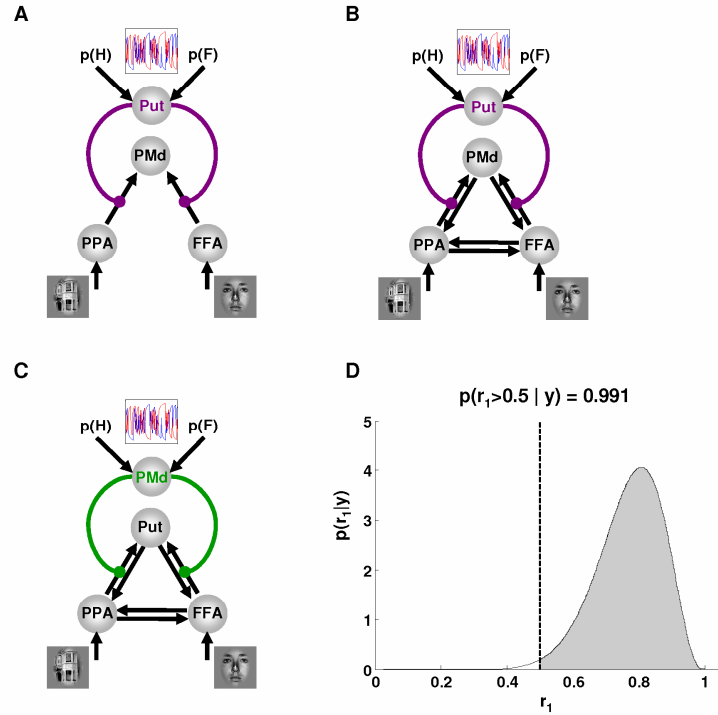 A
p(H)
p(F)
Put
PMd
PPA
FFA
B
p(H)
p(F)
Put
PMd
PPA
FFA
C
p(H)
p(F)
PMd
Put
PPA
FFA
D
p(r₁>0.5 | y) = 0.991
p(r₁|y)
5
4
3
2
1
0
0
0.2
0.4
0.6
0.8
1
r₁